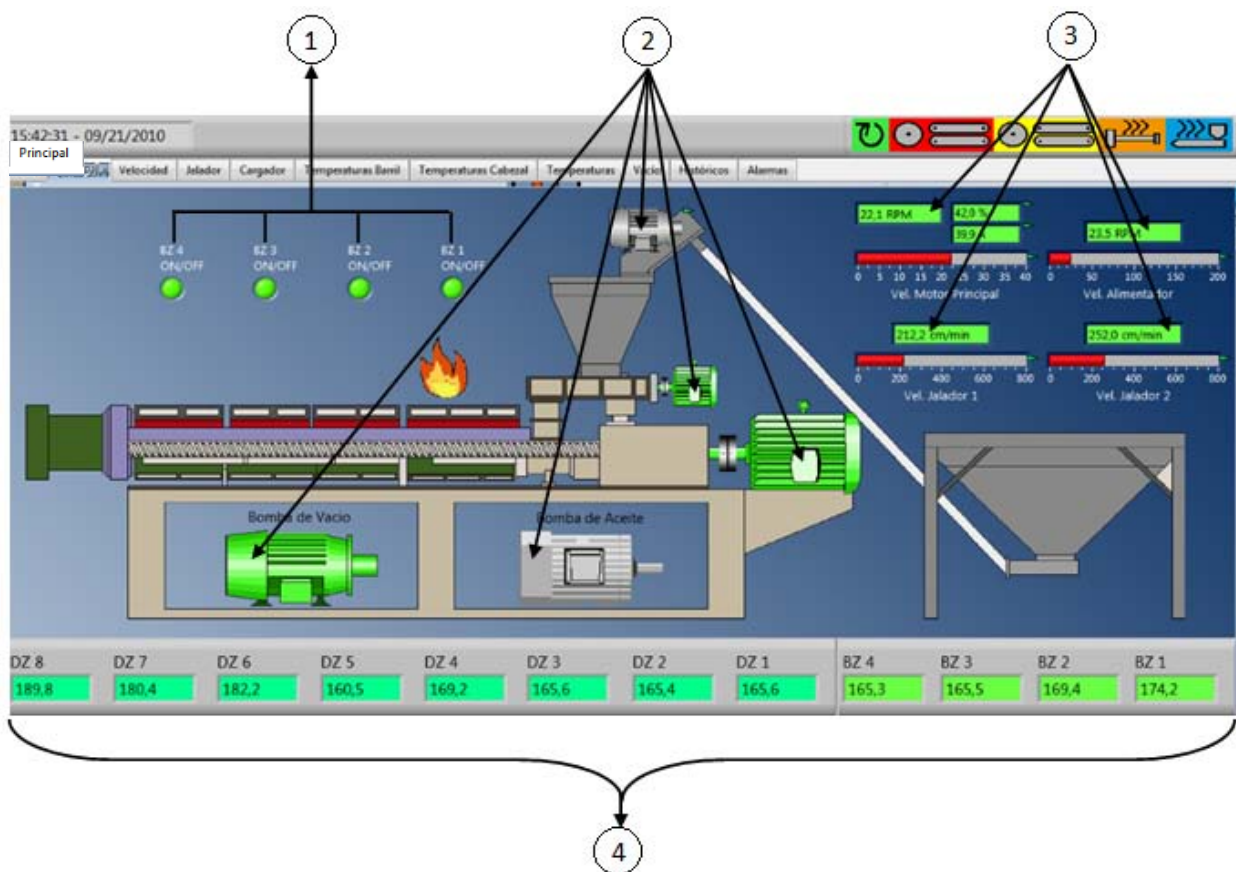 1
2
3
15:42:31 - 09/21/2010
Principal
Velocidad Jalador Cargador Temperaturas Barril Temperaturas Cabezal Temperaturas Vacio Históricos Alarmas
BZ 4 BZ 3 BZ 2 BZ 1
ON/OFF ON/OFF ON/OFF ON/OFF
22,1 RPM 42,0 %
23,5 RPM
0 5 10 15 20 25 30 35 40
0 50 100 150 200
Vel. Motor Principal Vel. Alimentador
212,2 cm/min 252,0 cm/min
0 200 400 600 800
0 200 400 600 800
Vel. Jalador 1 Vel. Jalador 2
Bomba de Vacio Bomba de Aceite
DZ 8 DZ 7 DZ 6 DZ 5 DZ 4 DZ 3 DZ 2 DZ 1 BZ 4 BZ 3 BZ 2 BZ 1
189,8 180,4 182,2 160,5 169,2 165,6 165,4 165,6 165,3 165,5 169,4 174,2
4